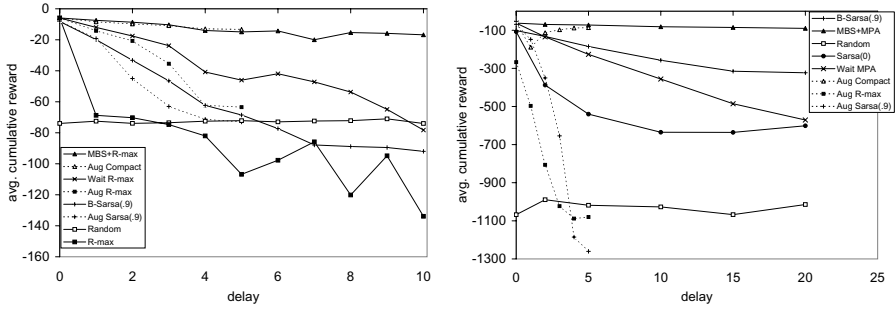 0
-20
-40
-60
-80
-100
-120
-140
-160
avg. cumulative reward
MBS+R-max
Aug Compact
Wait R-max
Aug R-max
B-Sarsa(.9)
Aug Sarsa(.9)
Random
R-max
0 2 4 6 8 10
delay
-100
-300
-500
-700
-900
-1100
-1300
avg. cumulative reward
B-Sarsa(.9)
MBS+MPA
Random
Sarsa(0)
Wait MPA
Aug Compact
Aug R-max
Aug Sarsa(.9)
0 5 10 15 20 25
delay